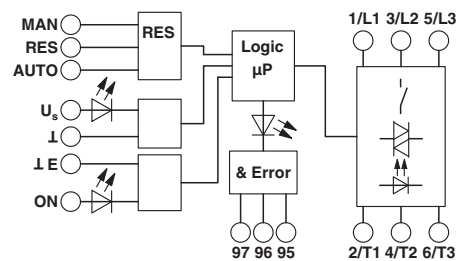 MAN
RES
AUTO
RES
Us
⊥
⊥ E
ON
Logic
µP
& Error
97 96 95
1/L1 3/L2 5/L3
2/T1 4/T2 6/T3